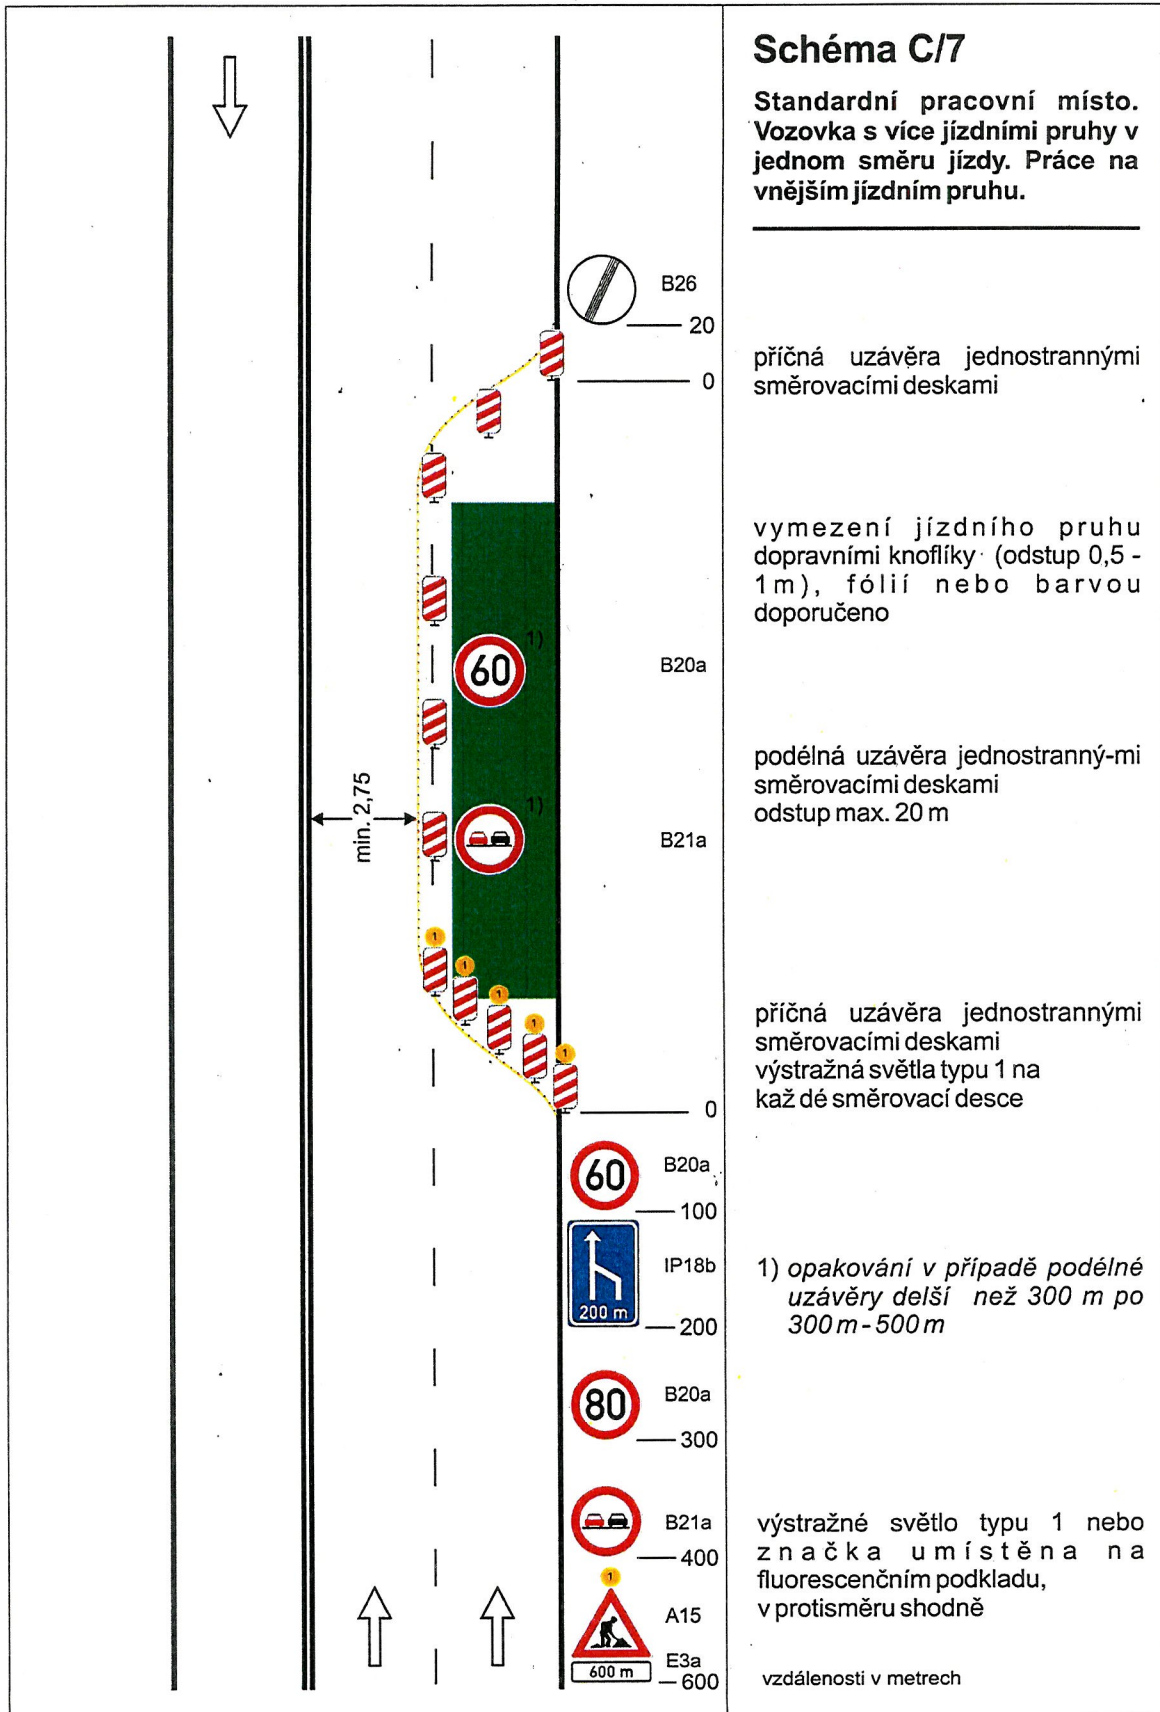 Schéma C/7
Standardní pracovní místo.
Vozovka s více jízdními pruhy v
jednom směru jízdy. Práce na
vnějším jízdním pruhu.
B26
20
0
příčná uzávěra jednostrannými
směrovacími deskami
vymezení jízdního pruhu
dopravními knoflíky (odstup 0,5 -
1m), fólií nebo barvou
doporučeno
1)
60
B20a
podélná uzávěra jednostranný-mi
směrovacími deskami
odstup max. 20 m
min. 2,75
1)
B21a
1
1
1
1
1
příčná uzávěra jednostrannými
směrovacími deskami
výstražná světla typu 1 na
kaž dé směrovací desce
0
60
B20a
100
IP18b
200 m
200
1) opakování v případě podélné
uzávěry delší než 300 m po
300 m - 500 m
80
B20a
300
B21a
400
výstražné světlo typu 1 nebo
značka umístěna na
fluorescenčním podkladu,
v protisměru shodně
1
A15
E3a
600 m
600
vzdálenosti v metrech